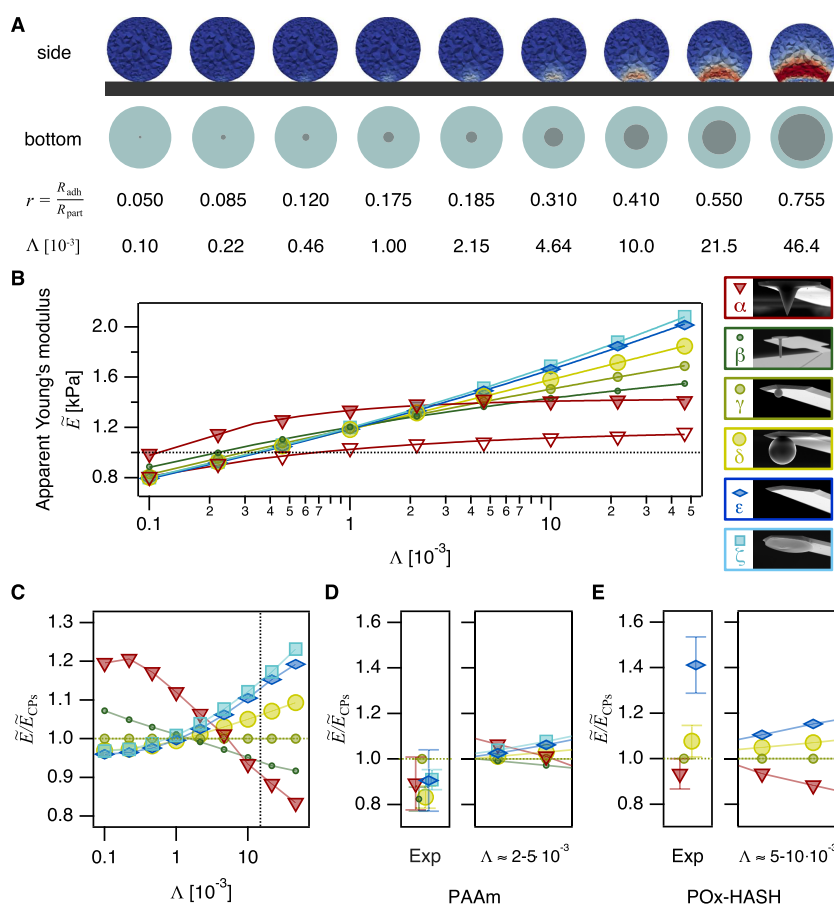 A
side
bottom
r = R_adh / R_part 0.050 0.085 0.120 0.175 0.185 0.310 0.410 0.550 0.755
Λ [10⁻³] 0.10 0.22 0.46 1.00 2.15 4.64 10.0 21.5 46.4
B
Apparent Young's modulus
Ẽ [kPa]
2.0
1.6
1.2
0.8
0.1 2 3 4 5 6 7 1 2 3 4 5 6 7 10 2 3 4 5
Λ [10⁻³]
α
β
γ
δ
ε
ζ
C
Ẽ/Ẽ_CPs
1.3
1.2
1.1
1.0
0.9
0.8
0.1 1 10
Λ [10⁻³]
D
Ẽ/Ẽ_CPs
1.6
1.4
1.2
1.0
0.8
Exp Λ ≈ 2-5·10⁻³
PAAm
E
Ẽ/Ẽ_CPs
1.6
1.4
1.2
1.0
0.8
Exp Λ ≈ 5-10·10⁻³
POx-HASH